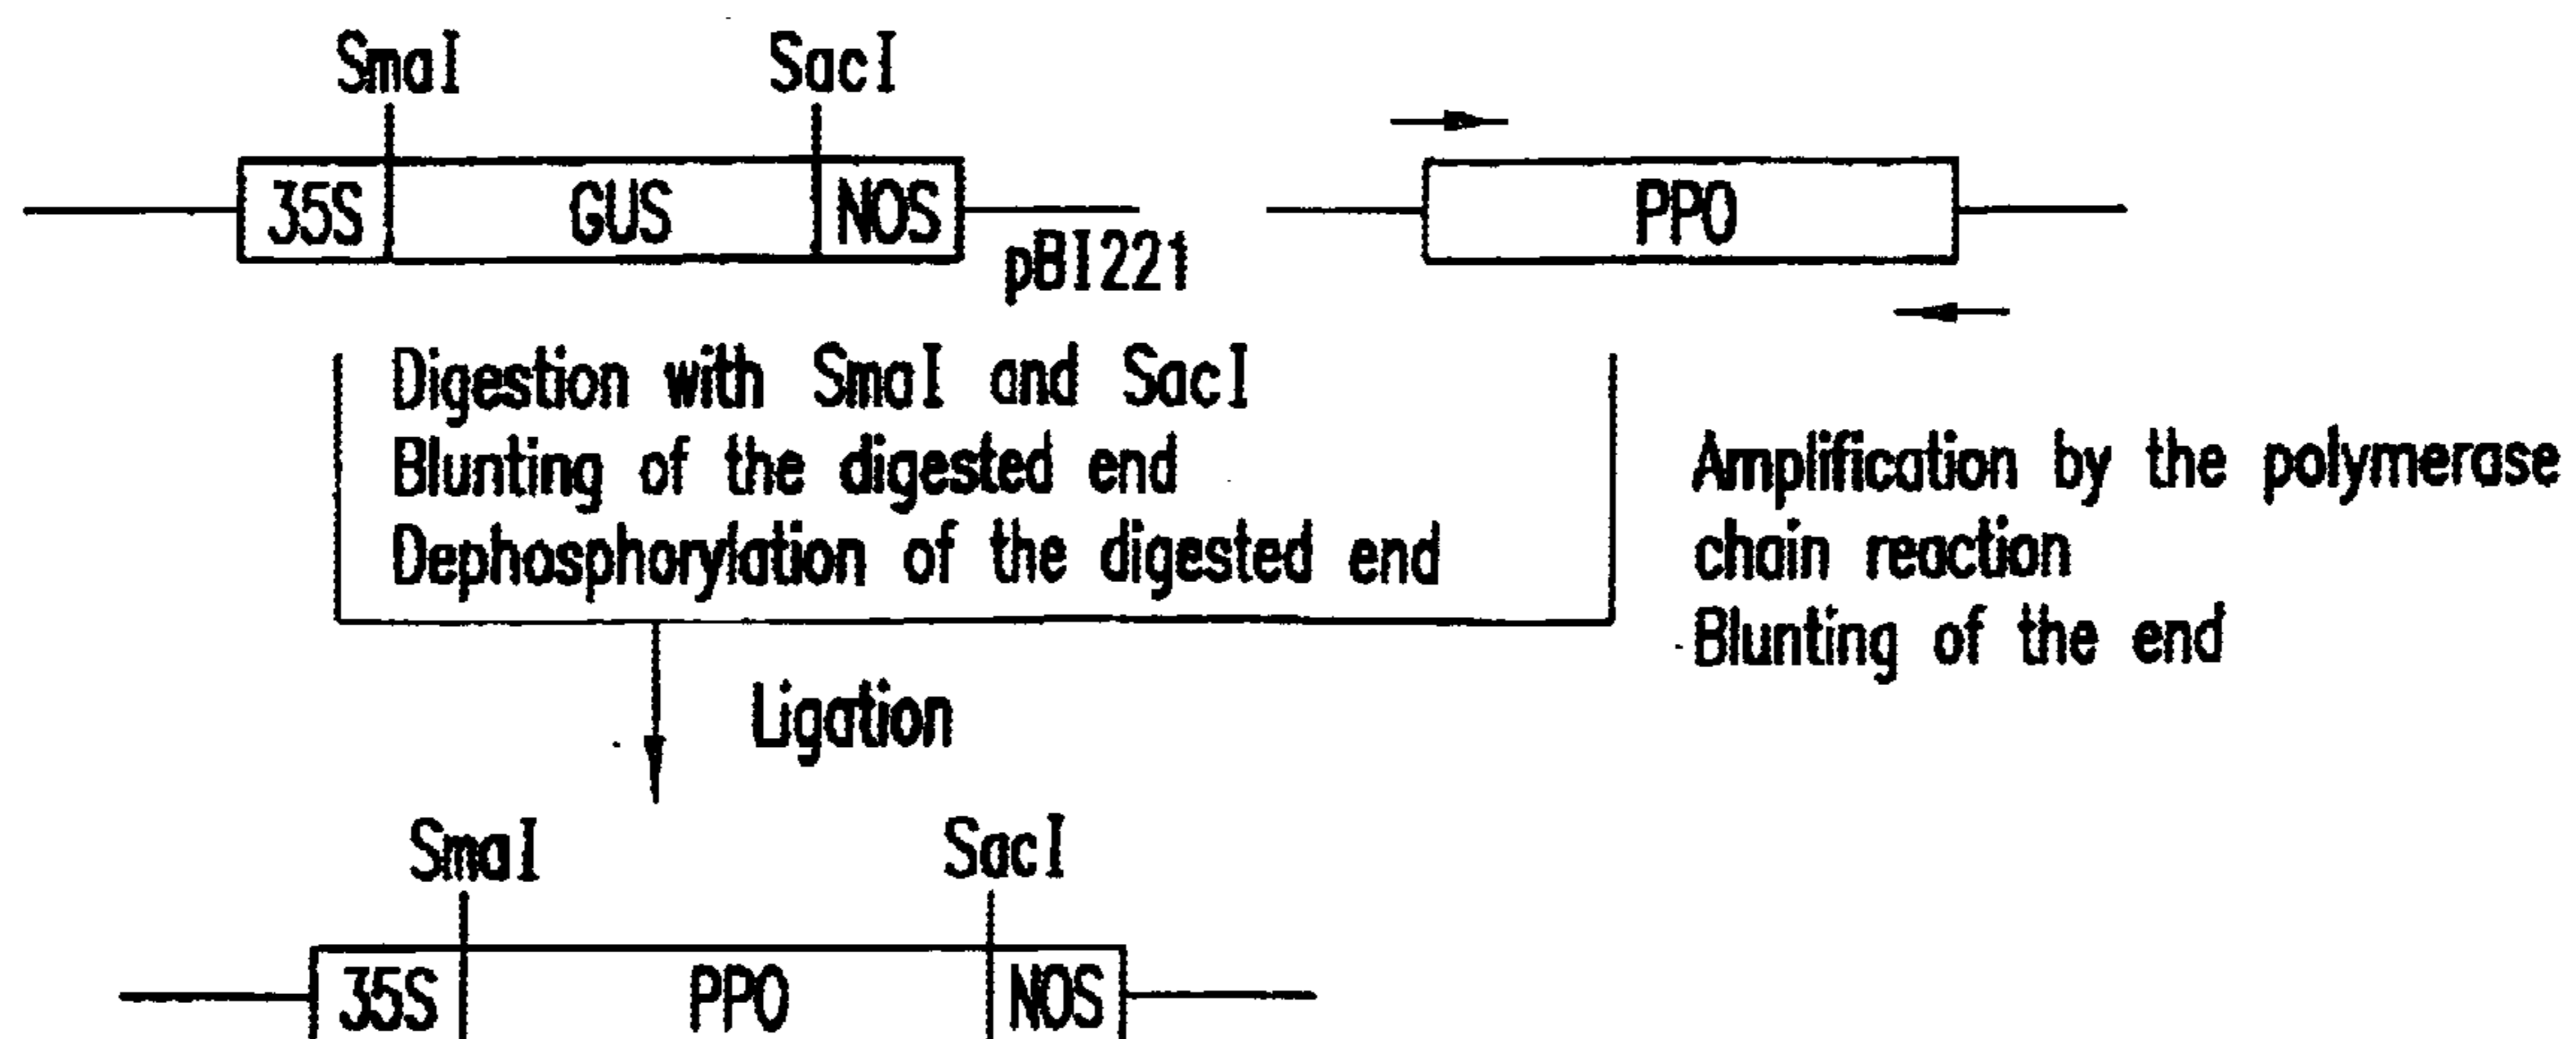 SmaI SacI
35S GUS NOS
pBI221
PPO
Digestion with SmaI and SacI
Blunting of the digested end
Dephosphorylation of the digested end
Amplification by the polymerase
chain reaction
Blunting of the end
Ligation
SmaI SacI
35S PPO NOS